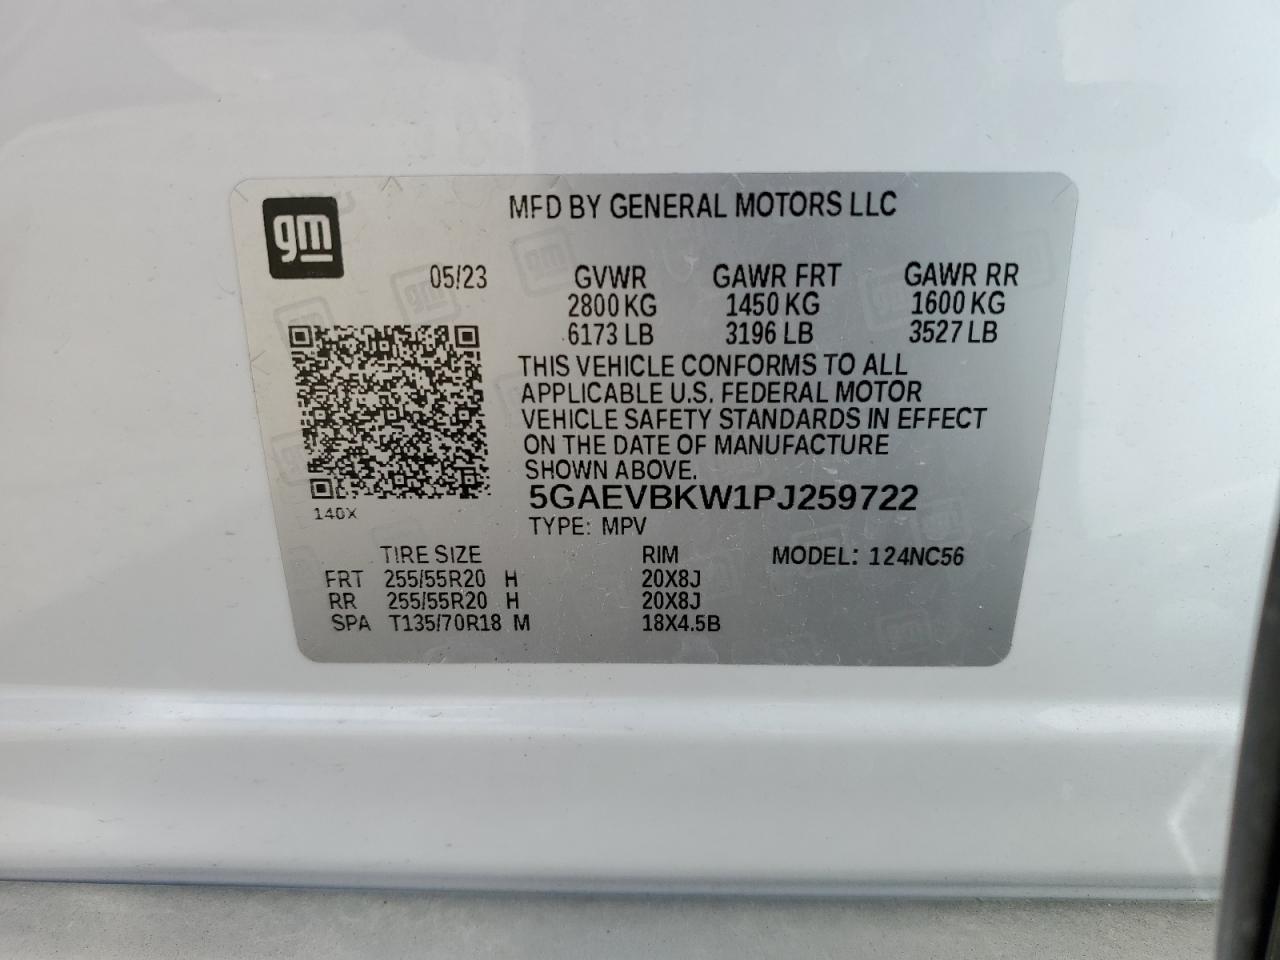 gm
MFD BY GENERAL MOTORS LLC
05/23 GVWR GAWR FRT GAWR RR
2800 KG 1450 KG 1600 KG
6173 LB 3196 LB 3527 LB
THIS VEHICLE CONFORMS TO ALL
APPLICABLE U.S. FEDERAL MOTOR
VEHICLE SAFETY STANDARDS IN EFFECT
ON THE DATE OF MANUFACTURE
SHOWN ABOVE.
5GAEVBKW1PJ259722
140X
TYPE: MPV
TIRE SIZE RIM MODEL: 124NC56
FRT 255/55R20 H 20X8J
RR 255/55R20 H 20X8J
SPA T135/70R18 M 18X4.5B